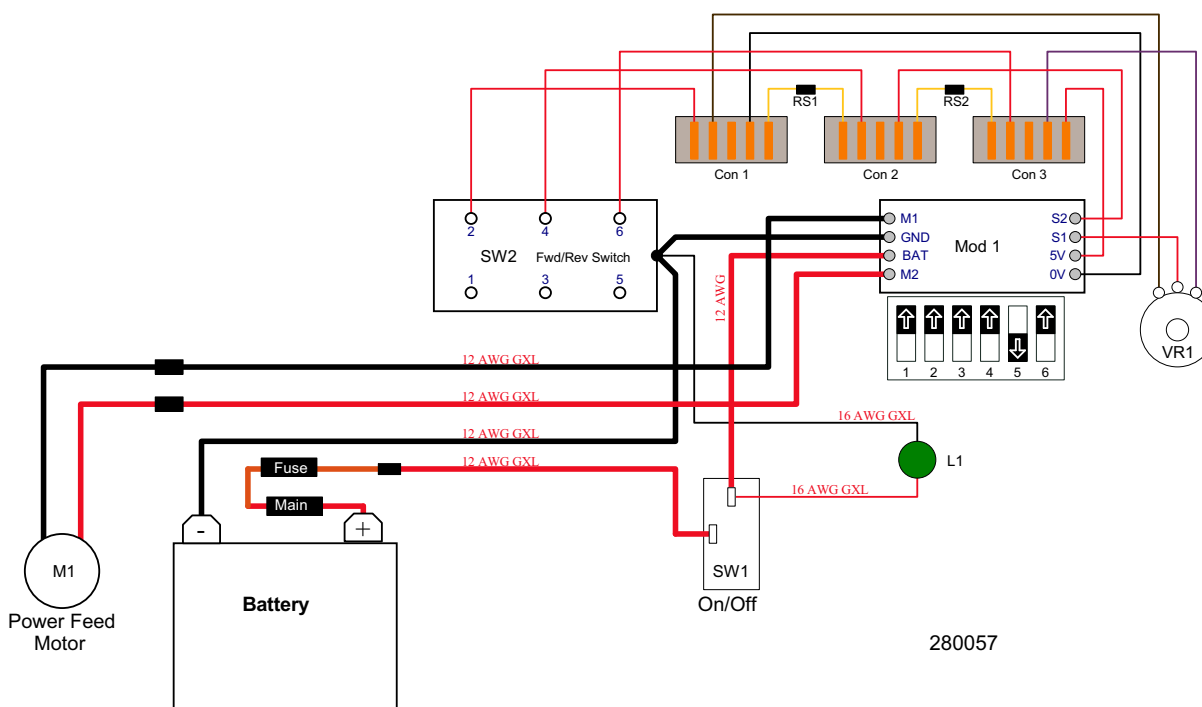 RS1
RS2
Con 1
Con 2
Con 3
2
4
6
SW2
Fwd/Rev Switch
1
3
5
M1
GND
BAT
M2
Mod 1
S2
S1
5V
0V
1
2
3
4
5
6
VR1
12 AWG
12 AWG GXL
12 AWG GXL
12 AWG GXL
12 AWG GXL
16 AWG GXL
16 AWG GXL
L1
Fuse
Main
-
+
M1
Power Feed
Motor
Battery
SW1
On/Off
280057